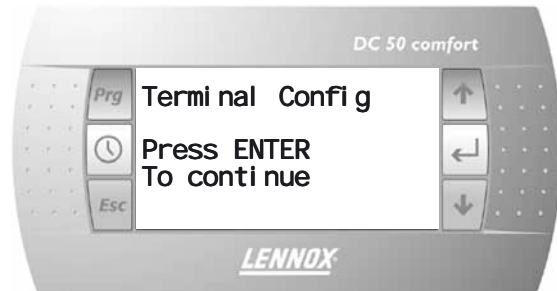 DC 50 comfort
Prg
Terminal Config
Press ENTER
To continue
Esc
LENNOX